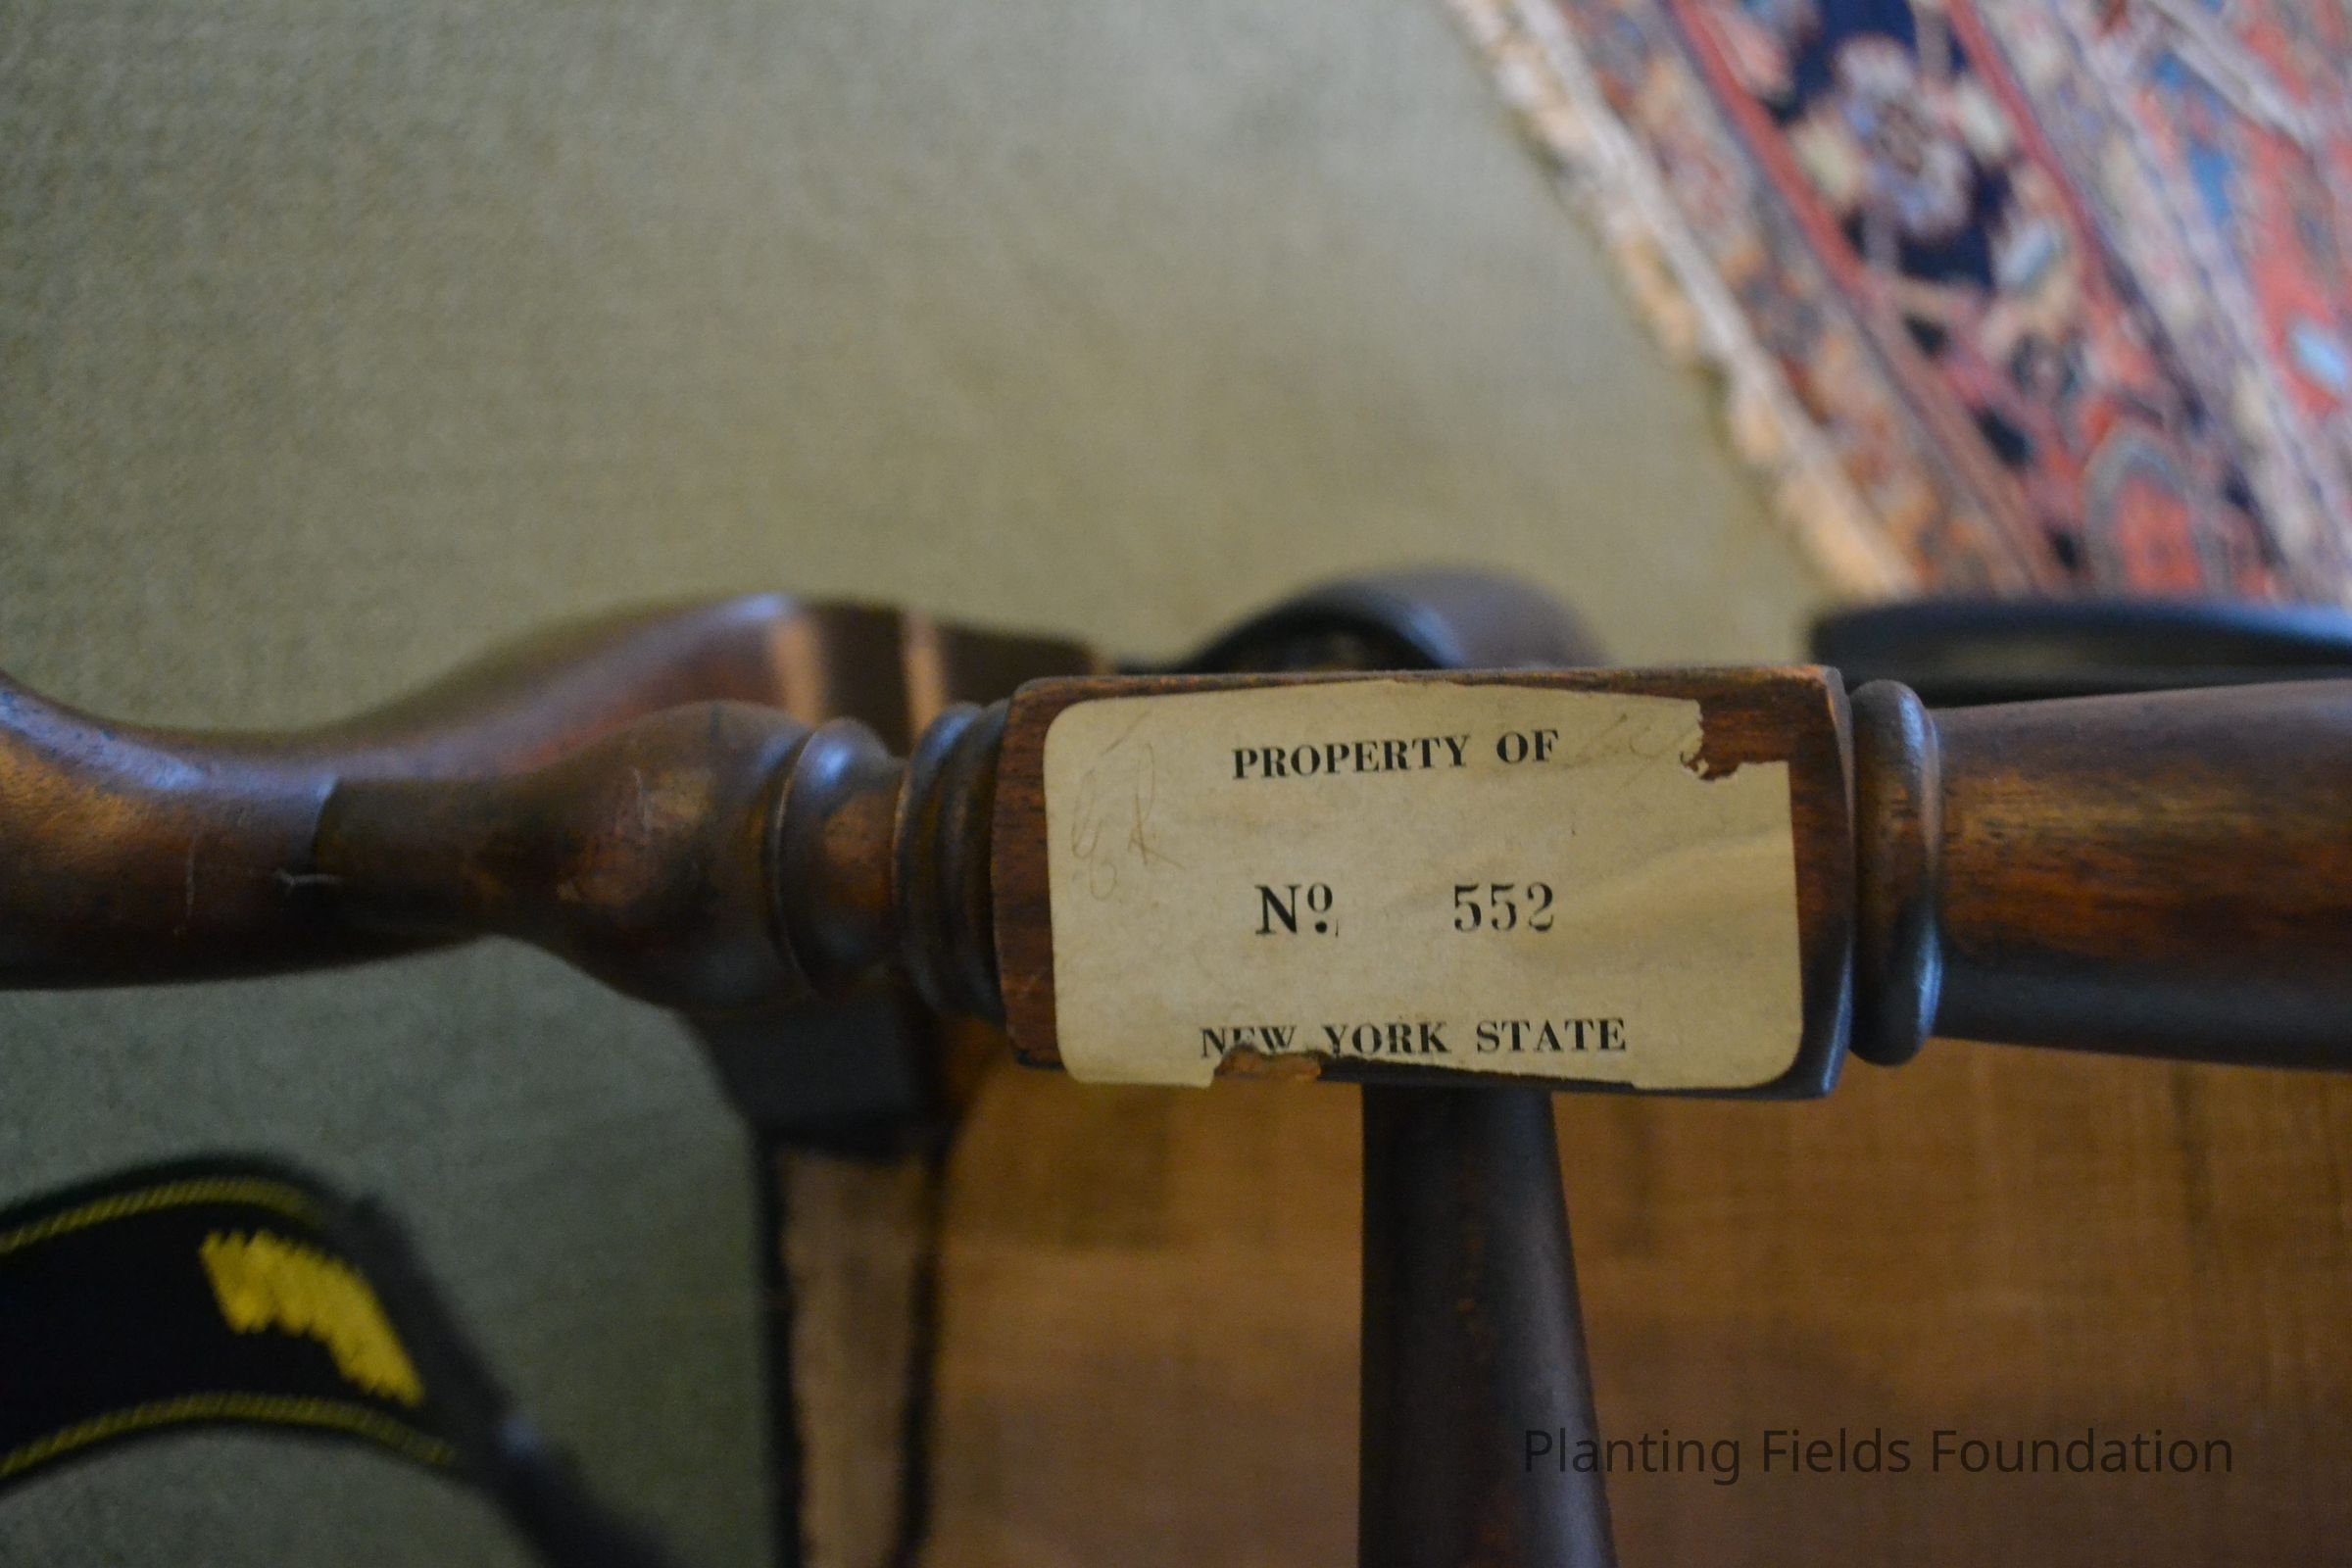 PROPERTY OF
Nº. 552
NEW YORK STATE
Planting Fields Foundation